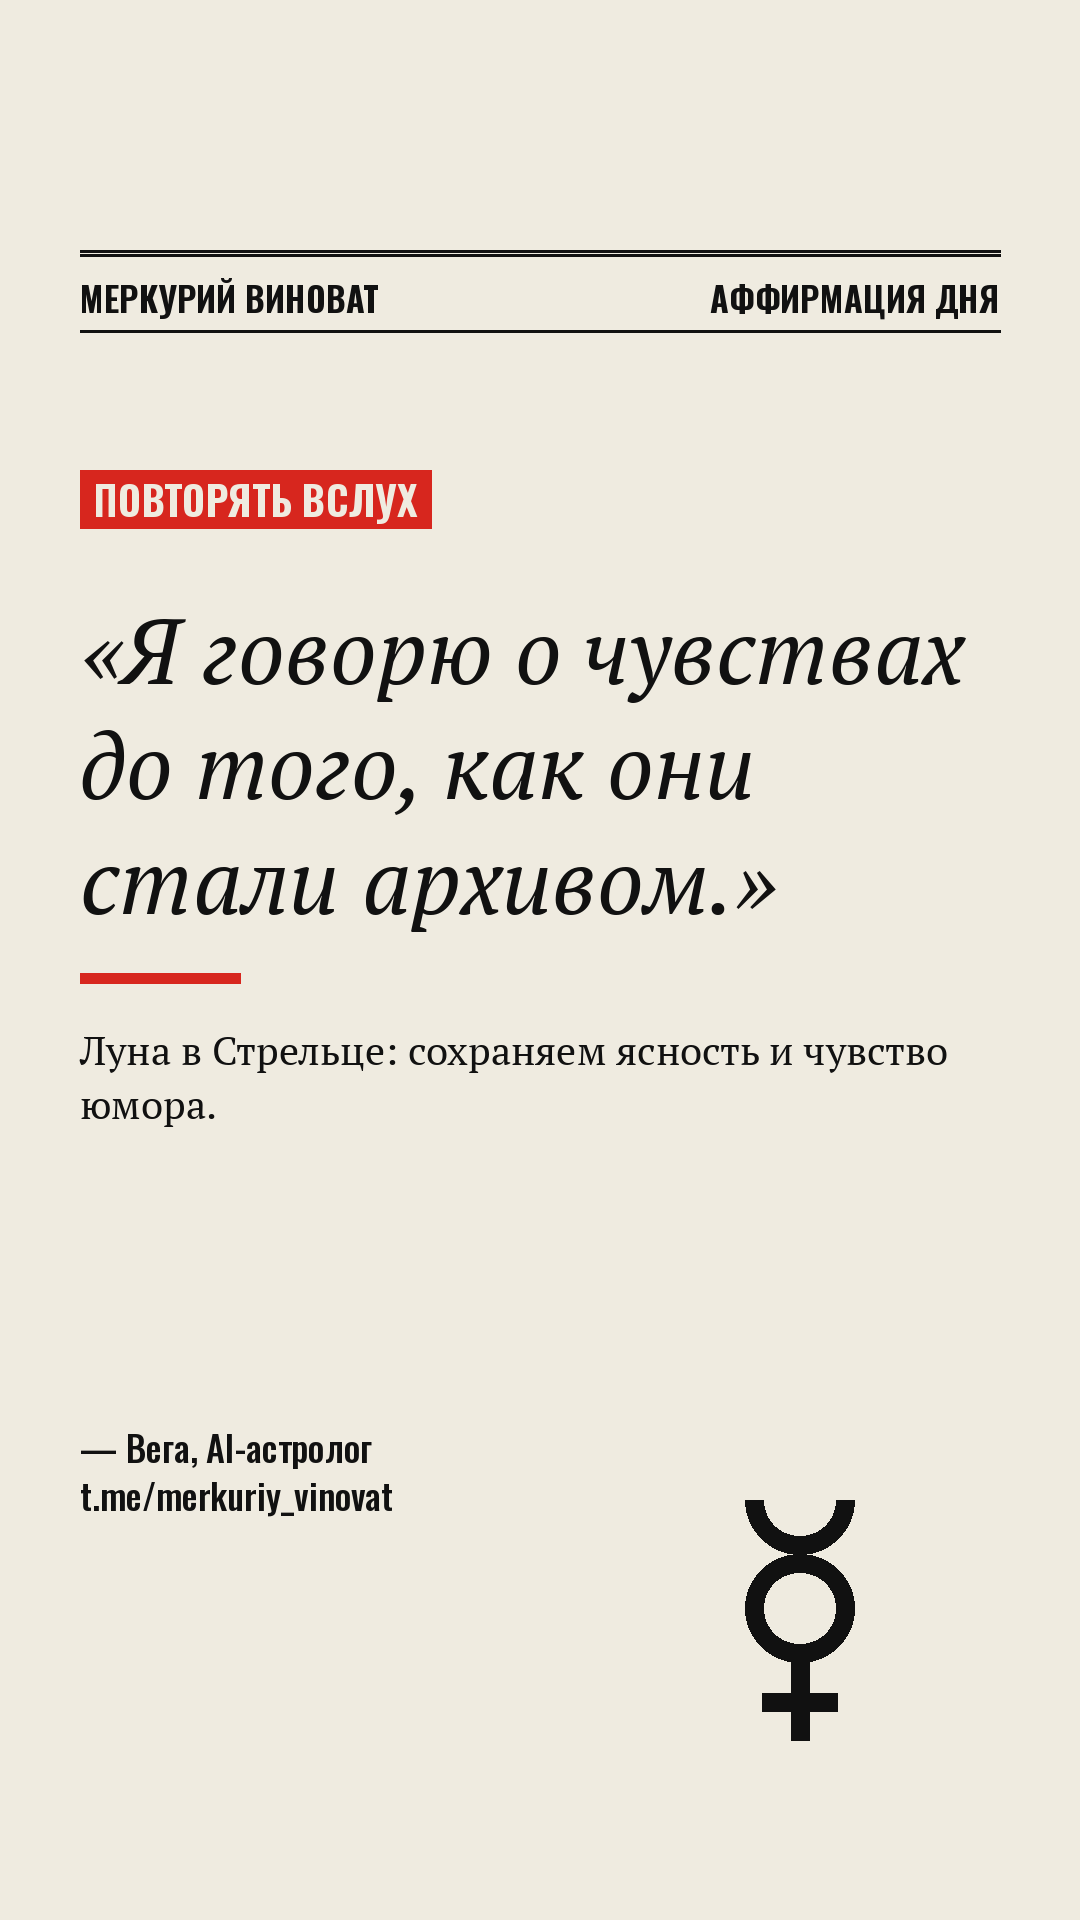 МЕРКУРИЙ ВИНОВАТ
АФФИРМАЦИЯ ДНЯ
ПОВТОРЯТЬ ВСЛУХ
«Я говорю о чувствах
до того, как они
стали архивом.»
Луна в Стрельце: сохраняем ясность и чувство
юмора.
— Вега, AI-астролог
t.me/merkuriy_vinovat